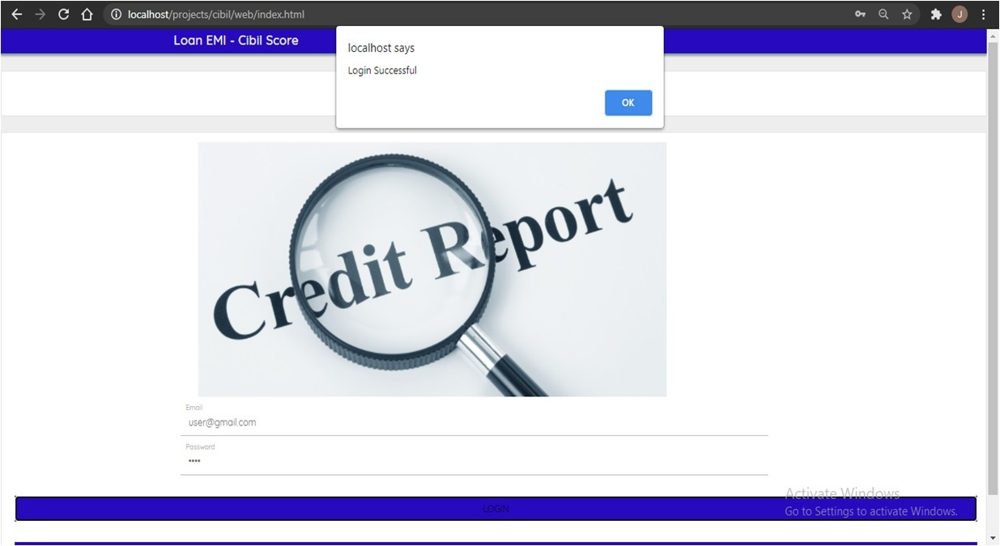 localhost/projects/cibil/web/index.html
J
Loan EMI - Cibil Score
localhost says
Login Successful
OK
Credit Report
Email
user@gmail.com
Password
••••
Activate Windows
LOGIN
Go to Settings to activate Windows.